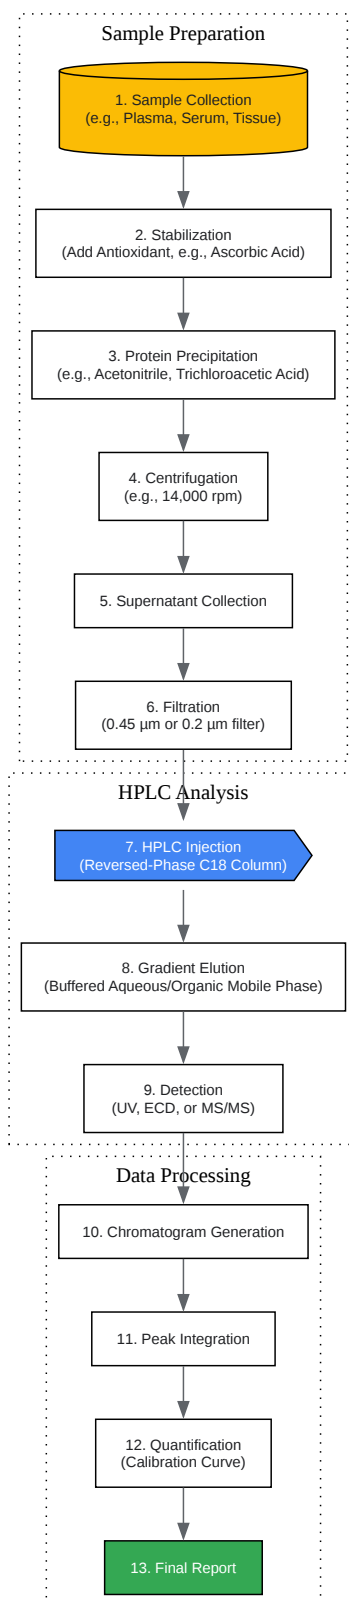 Sample Preparation
1. Sample Collection
(e.g., Plasma, Serum, Tissue)
2. Stabilization
(Add Antioxidant, e.g., Ascorbic Acid)
3. Protein Precipitation
(e.g., Acetonitrile, Trichloroacetic Acid)
4. Centrifugation
(e.g., 14,000 rpm)
5. Supernatant Collection
6. Filtration
(0.45 µm or 0.2 µm filter)
HPLC Analysis
7. HPLC Injection
(Reversed-Phase C18 Column)
8. Gradient Elution
(Buffered Aqueous/Organic Mobile Phase)
9. Detection
(UV, ECD, or MS/MS)
Data Processing
10. Chromatogram Generation
11. Peak Integration
12. Quantification
(Calibration Curve)
13. Final Report